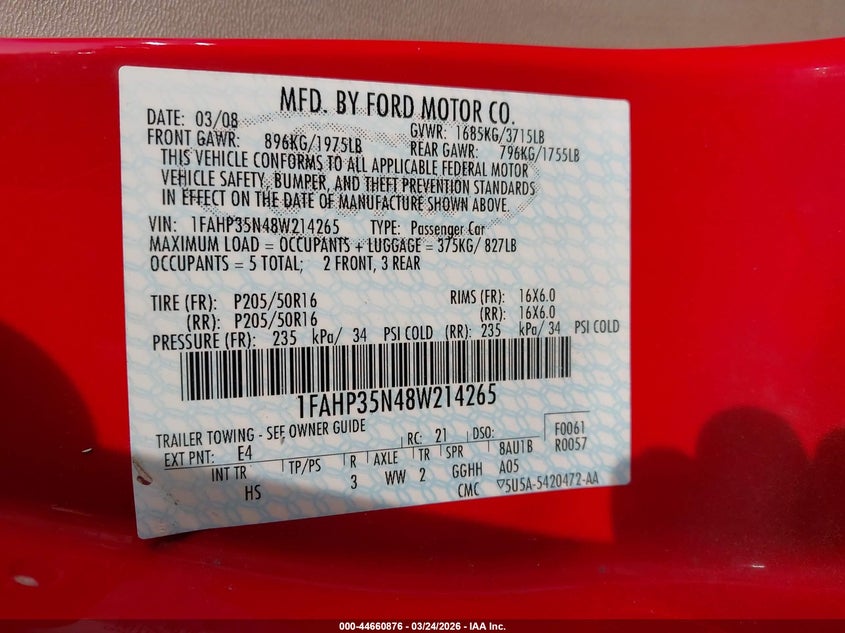 MFD. BY FORD MOTOR CO.
DATE: 03/08 GVWR: 1685KG/3715LB
FRONT GAWR: 896KG/1975LB REAR GAWR: 796KG/1755LB
THIS VEHICLE CONFORMS TO ALL APPLICABLE FEDERAL MOTOR
VEHICLE SAFETY, BUMPER, AND THEFT PREVENTION STANDARDS
IN EFFECT ON THE DATE OF MANUFACTURE SHOWN ABOVE.
VIN: 1FAHP35N48W214265 TYPE: Passenger Car
MAXIMUM LOAD = OCCUPANTS + LUGGAGE = 375KG/ 827LB
OCCUPANTS = 5 TOTAL; 2 FRONT, 3 REAR
TIRE (FR): P205/50R16 RIMS (FR): 16X6.0
(RR): P205/50R16 (RR): 16X6.0
PRESSURE (FR): 235 kPa/ 34 PSI COLD (RR): 235 kPa/ 34 PSI COLD
1FAHP35N48W214265
TRAILER TOWING - SEE OWNER GUIDE
F0061
EXT PNT: E4 RC: 21 DSO: R0057
INT TR TP/PS R AXLE TR SPR 8AU1B
HS 3 WW 2 GGHH A05
CMC ▽5U5A-5420472-AA
000-44660876 - 03/24/2026 - IAA Inc.